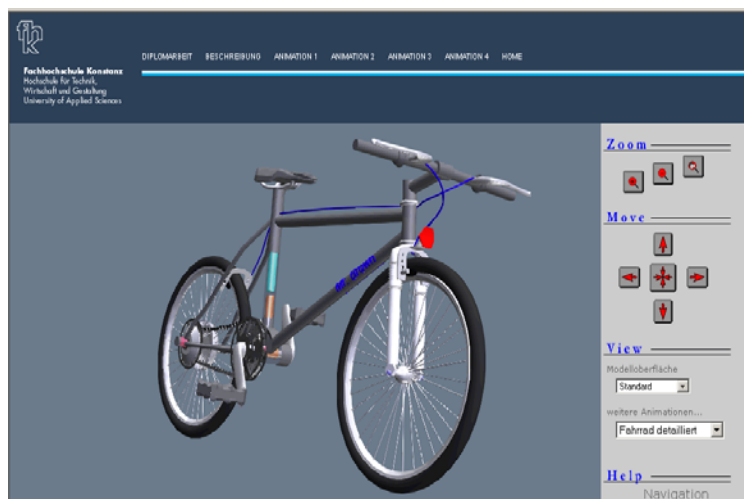 fh
k
Fachhochschule Konstanz
Hochschule für Technik,
Wirtschaft und Gestaltung
University of Applied Sciences
DIPLOMARBEIT BESCHREIBUNG ANIMATION 1 ANIMATION 2 ANIMATION 3 ANIMATION 4 HOME
Zoom
Move
View
Modelloberfläche
Standard
weitere Animationen...
Fahrrad detailliert
Help
Navigation